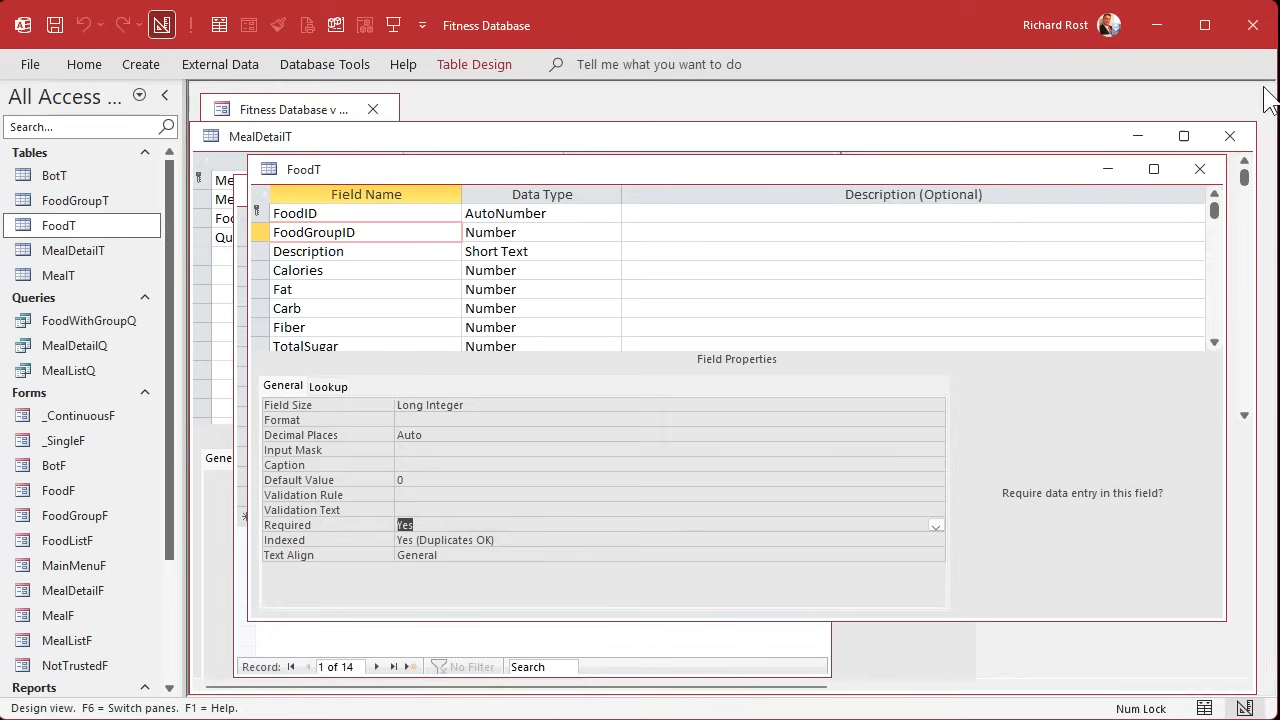 Fitness Database
Richard Rost
File Home Create External Data Database Tools Help Table Design Tell me what you want to do
All Access ...
Search...
Tables
BotT
FoodGroupT
FoodT
MealDetailT
MealT
Queries
FoodWithGroupQ
MealDetailQ
MealListQ
Forms
_ContinuousF
_SingleF
BotF
FoodF
FoodGroupF
FoodListF
MainMenuF
MealDetailF
MealF
MealListF
NotTrustedF
Reports
Fitness Database v ...
MealDetailT
Me
Me
Foo
Qu
Gene
FoodT
Field Name Data Type Description (Optional)
FoodID AutoNumber
FoodGroupID Number
Description Short Text
Calories Number
Fat Number
Carb Number
Fiber Number
TotalSugar Number
Field Properties
General Lookup
Field Size Long Integer
Format
Decimal Places Auto
Input Mask
Caption
Default Value 0
Validation Rule
Validation Text
Required Yes
Indexed Yes (Duplicates OK)
Text Align General
Require data entry in this field?
Record: 1 of 14 No Filter Search
Design view. F6 = Switch panes. F1 = Help. Num Lock